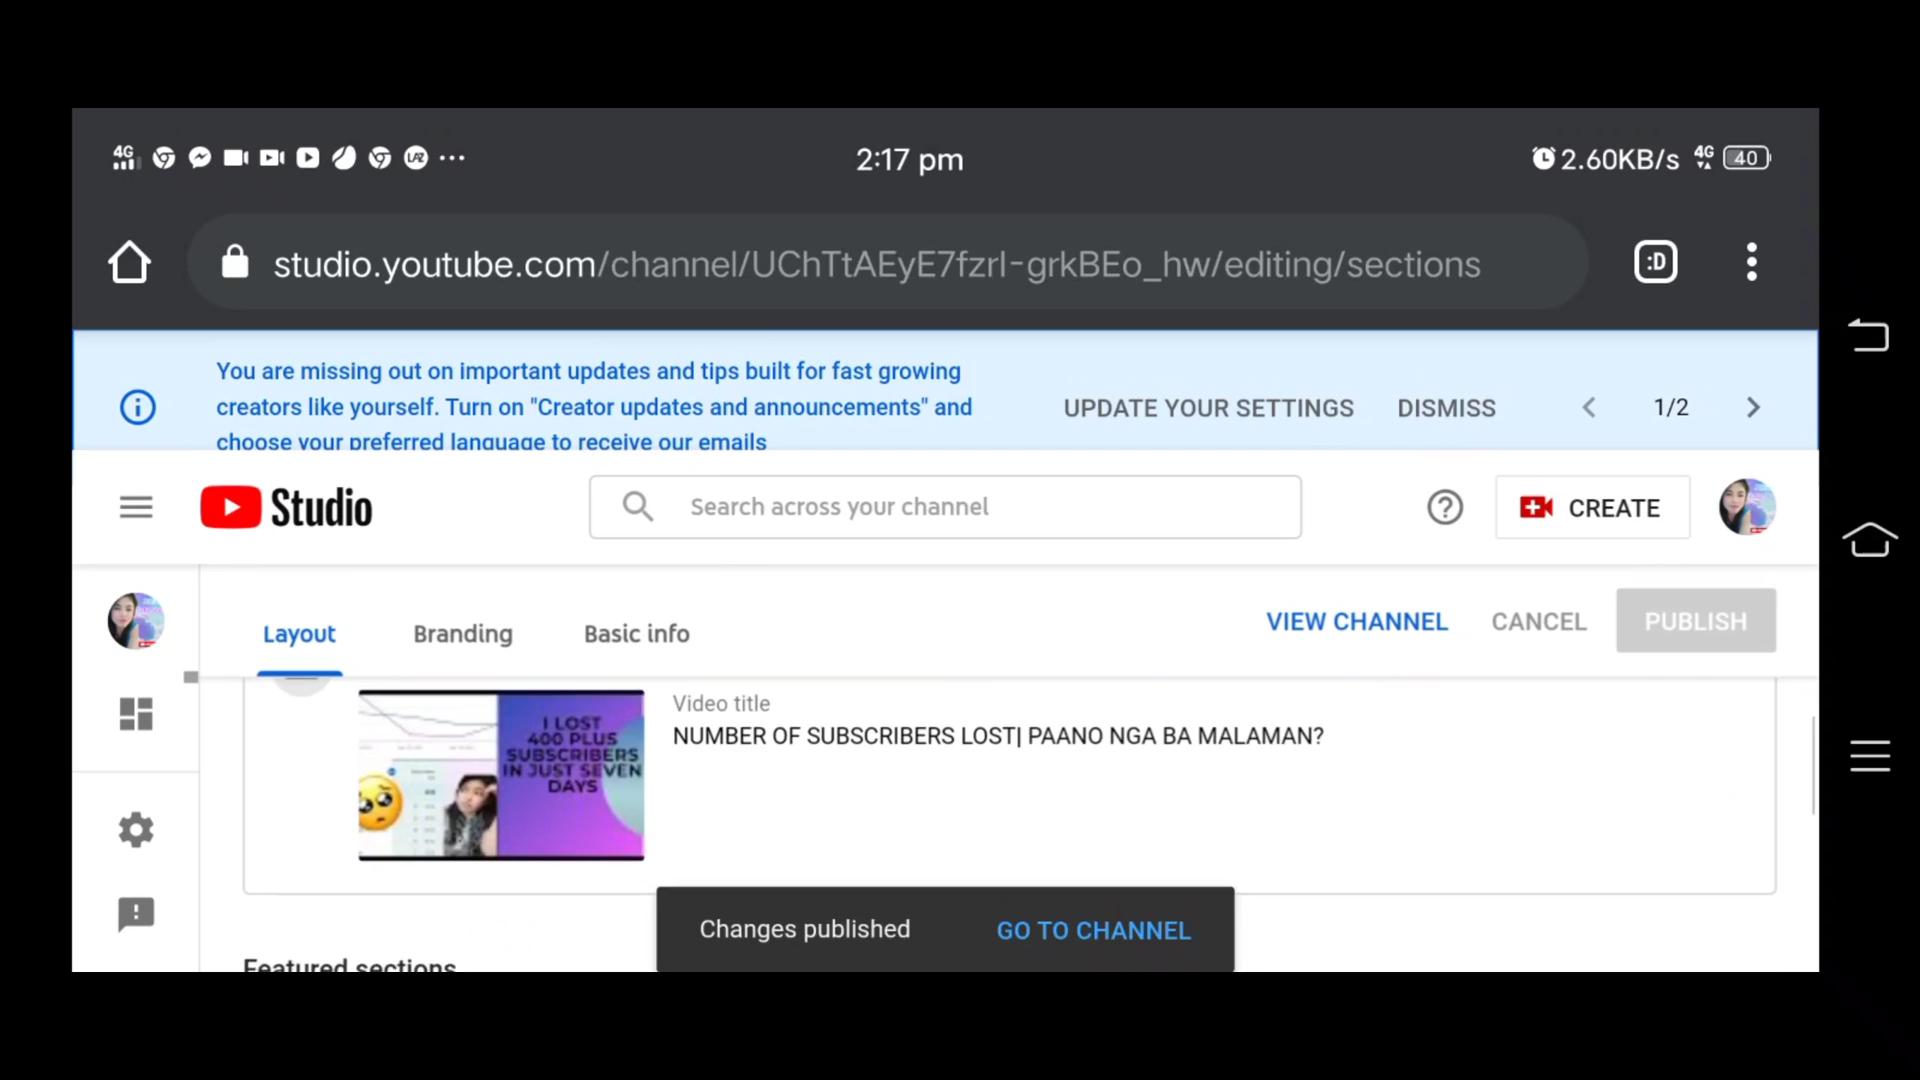 4G
LAZ
2:17 pm
2.60KB/s 4G 40
studio.youtube.com/channel/UChTtAEyE7fzrI-grkBEo_hw/editing/sections
:D
You are missing out on important updates and tips built for fast growing
creators like yourself. Turn on "Creator updates and announcements" and
choose your preferred language to receive our emails
UPDATE YOUR SETTINGS
DISMISS
1/2
Studio
Search across your channel
CREATE
Layout
Branding
Basic info
VIEW CHANNEL
CANCEL
PUBLISH
I LOST
400 PLUS
SUBSCRIBERS
IN JUST SEVEN
DAYS
Video title
NUMBER OF SUBSCRIBERS LOST| PAANO NGA BA MALAMAN?
Changes published
GO TO CHANNEL
Featured sections